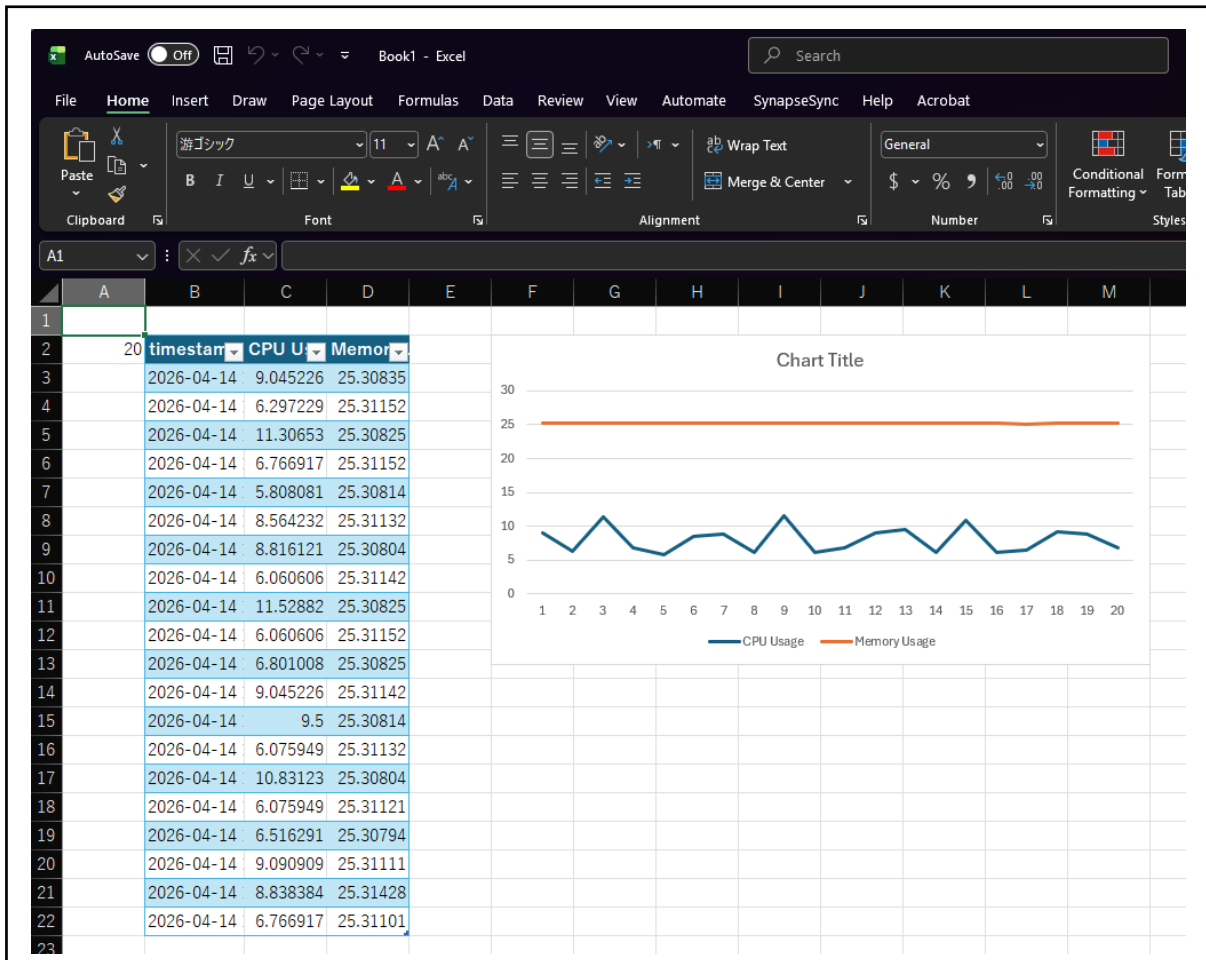 AutoSave Off Book1 - Excel Search
File Home Insert Draw Page Layout Formulas Data Review View Automate SynapseSync Help Acrobat
Paste 游ゴシック 11 A^ Aˇ Wrap Text General Conditional Formatting Form Tab
B I U A abc A Merge & Center $ % 9 .00 .00 →0
Clipboard Font Alignment Number Styles
A1 fx
A B C D E F G H I J K L M
1
2 20 timestam CPU U Memor
3 2026-04-14 9.045226 25.30835
4 2026-04-14 6.297229 25.31152
5 2026-04-14 11.30653 25.30825
6 2026-04-14 6.766917 25.31152
7 2026-04-14 5.808081 25.30814
8 2026-04-14 8.564232 25.31132
9 2026-04-14 8.816121 25.30804
10 2026-04-14 6.060606 25.31142
11 2026-04-14 11.52882 25.30825
12 2026-04-14 6.060606 25.31152
13 2026-04-14 6.801008 25.30825
14 2026-04-14 9.045226 25.31142
15 2026-04-14 9.5 25.30814
16 2026-04-14 6.075949 25.31132
17 2026-04-14 10.83123 25.30804
18 2026-04-14 6.075949 25.31121
19 2026-04-14 6.516291 25.30794
20 2026-04-14 9.090909 25.31111
21 2026-04-14 8.838384 25.31428
22 2026-04-14 6.766917 25.31101
23
Chart Title
30
25
20
15
10
5
0
1 2 3 4 5 6 7 8 9 10 11 12 13 14 15 16 17 18 19 20
CPU Usage Memory Usage